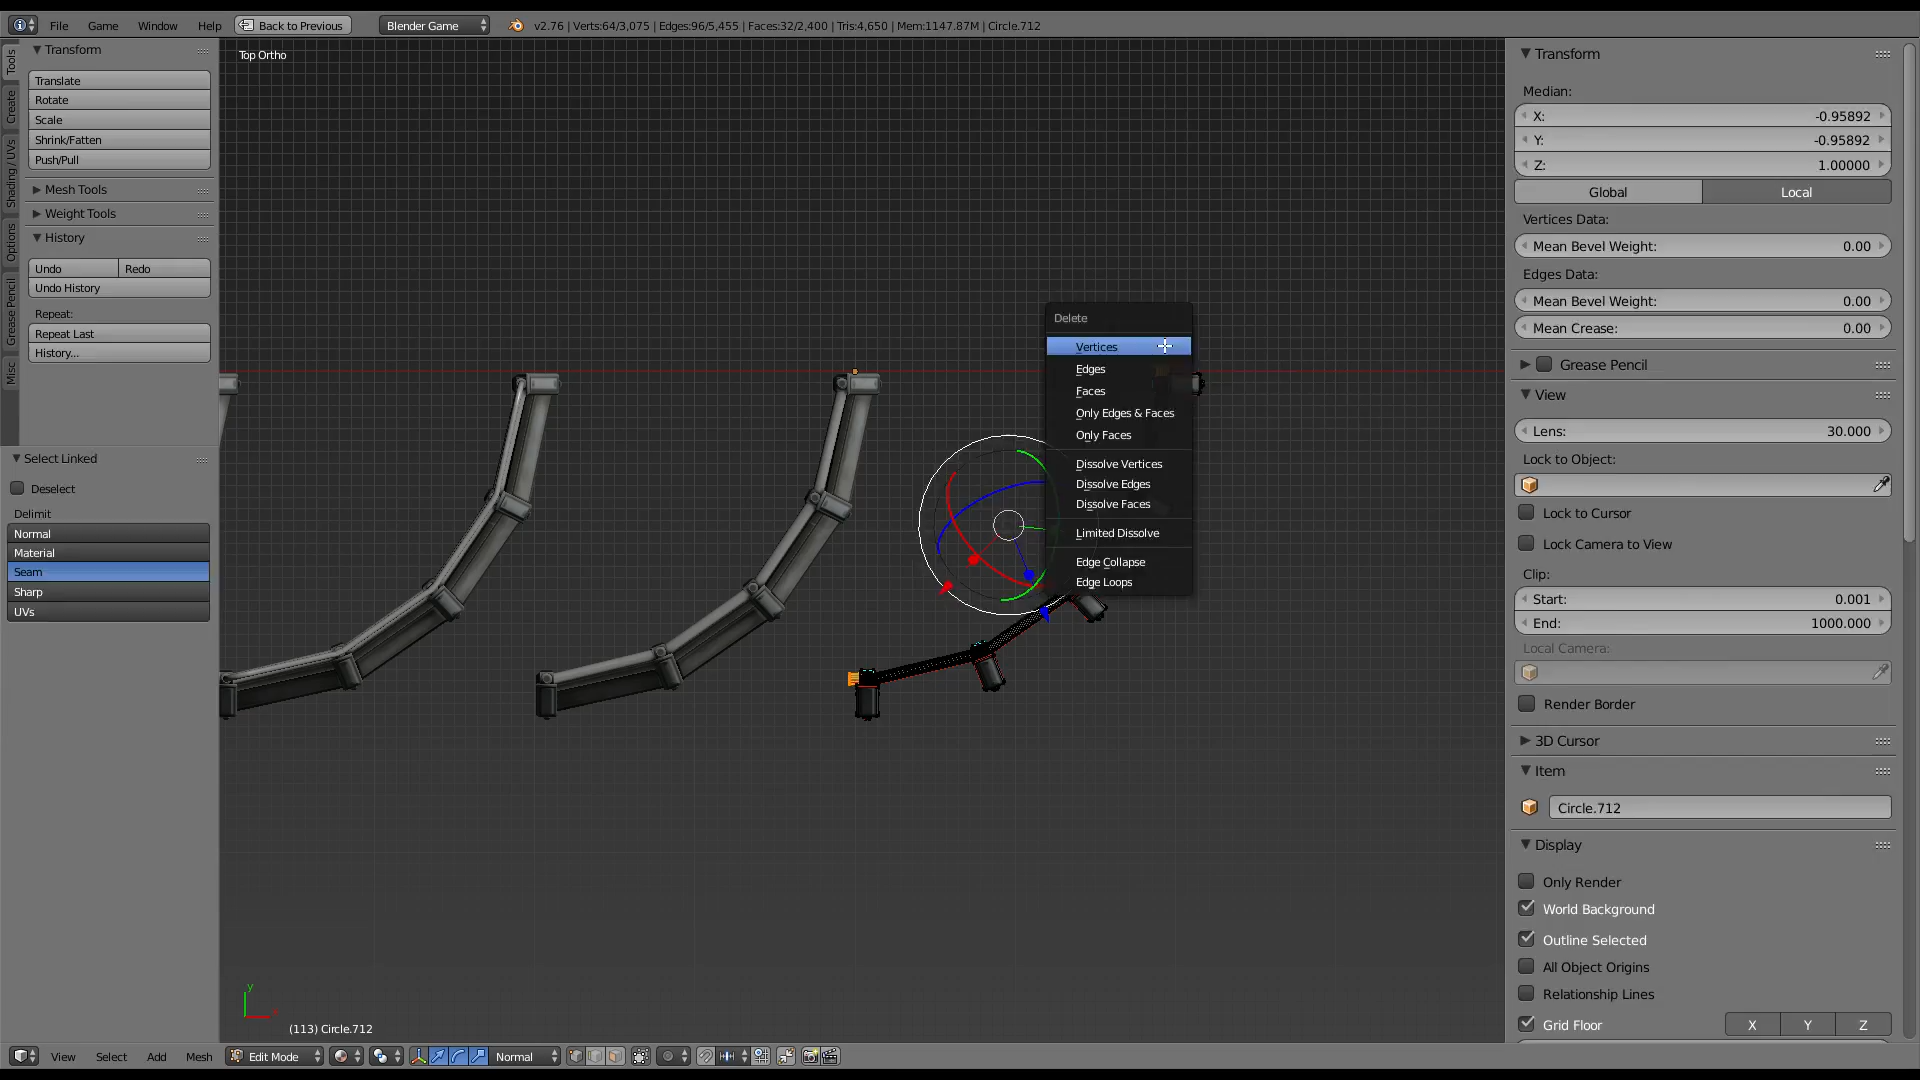 File Game Window Help Back to Previous Blender Game v2.76 | Verts:64/3,075 | Edges:96/5,455 | Faces:32/2,400 | Tris:4,650 | Mem:1147.87M | Circle.712
Tools
Create
Shading / UVs
Options
Grease Pencil
Misc
Transform
Translate
Rotate
Scale
Shrink/Fatten
Push/Pull
Mesh Tools
Weight Tools
History
Undo Redo
Undo History
Repeat:
Repeat Last
History...
Select Linked
Deselect
Delimit
Normal
Material
Seam
Sharp
UVs
Top Ortho
Delete
Vertices
Edges
Faces
Only Edges & Faces
Only Faces
Dissolve Vertices
Dissolve Edges
Dissolve Faces
Limited Dissolve
Edge Collapse
Edge Loops
y
(113) Circle.712
View Select Add Mesh Edit Mode Normal
Transform
Median:
X: -0.95892
Y: -0.95892
Z: 1.00000
Global Local
Vertices Data:
Mean Bevel Weight: 0.00
Edges Data:
Mean Bevel Weight: 0.00
Mean Crease: 0.00
Grease Pencil
View
Lens: 30.000
Lock to Object:
Lock to Cursor
Lock Camera to View
Clip:
Start: 0.001
End: 1000.000
Local Camera:
Render Border
3D Cursor
Item
Circle.712
Display
Only Render
World Background
Outline Selected
All Object Origins
Relationship Lines
Grid Floor X Y Z